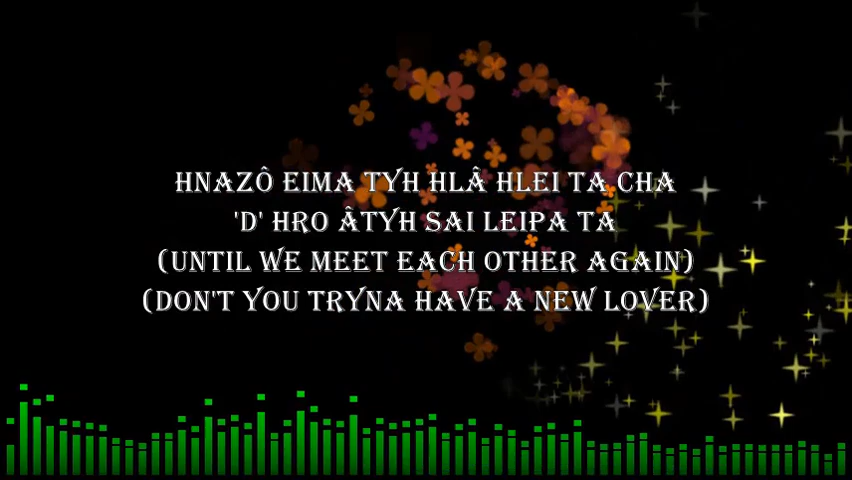 HNAZÔ EIMA TYH HLÂ HLEI TA CHA
'D' HRO ÂTYH SAI LEIPA TA
(UNTIL WE MEET EACH OTHER AGAIN)
(DON'T YOU TRYNA HAVE A NEW LOVER)